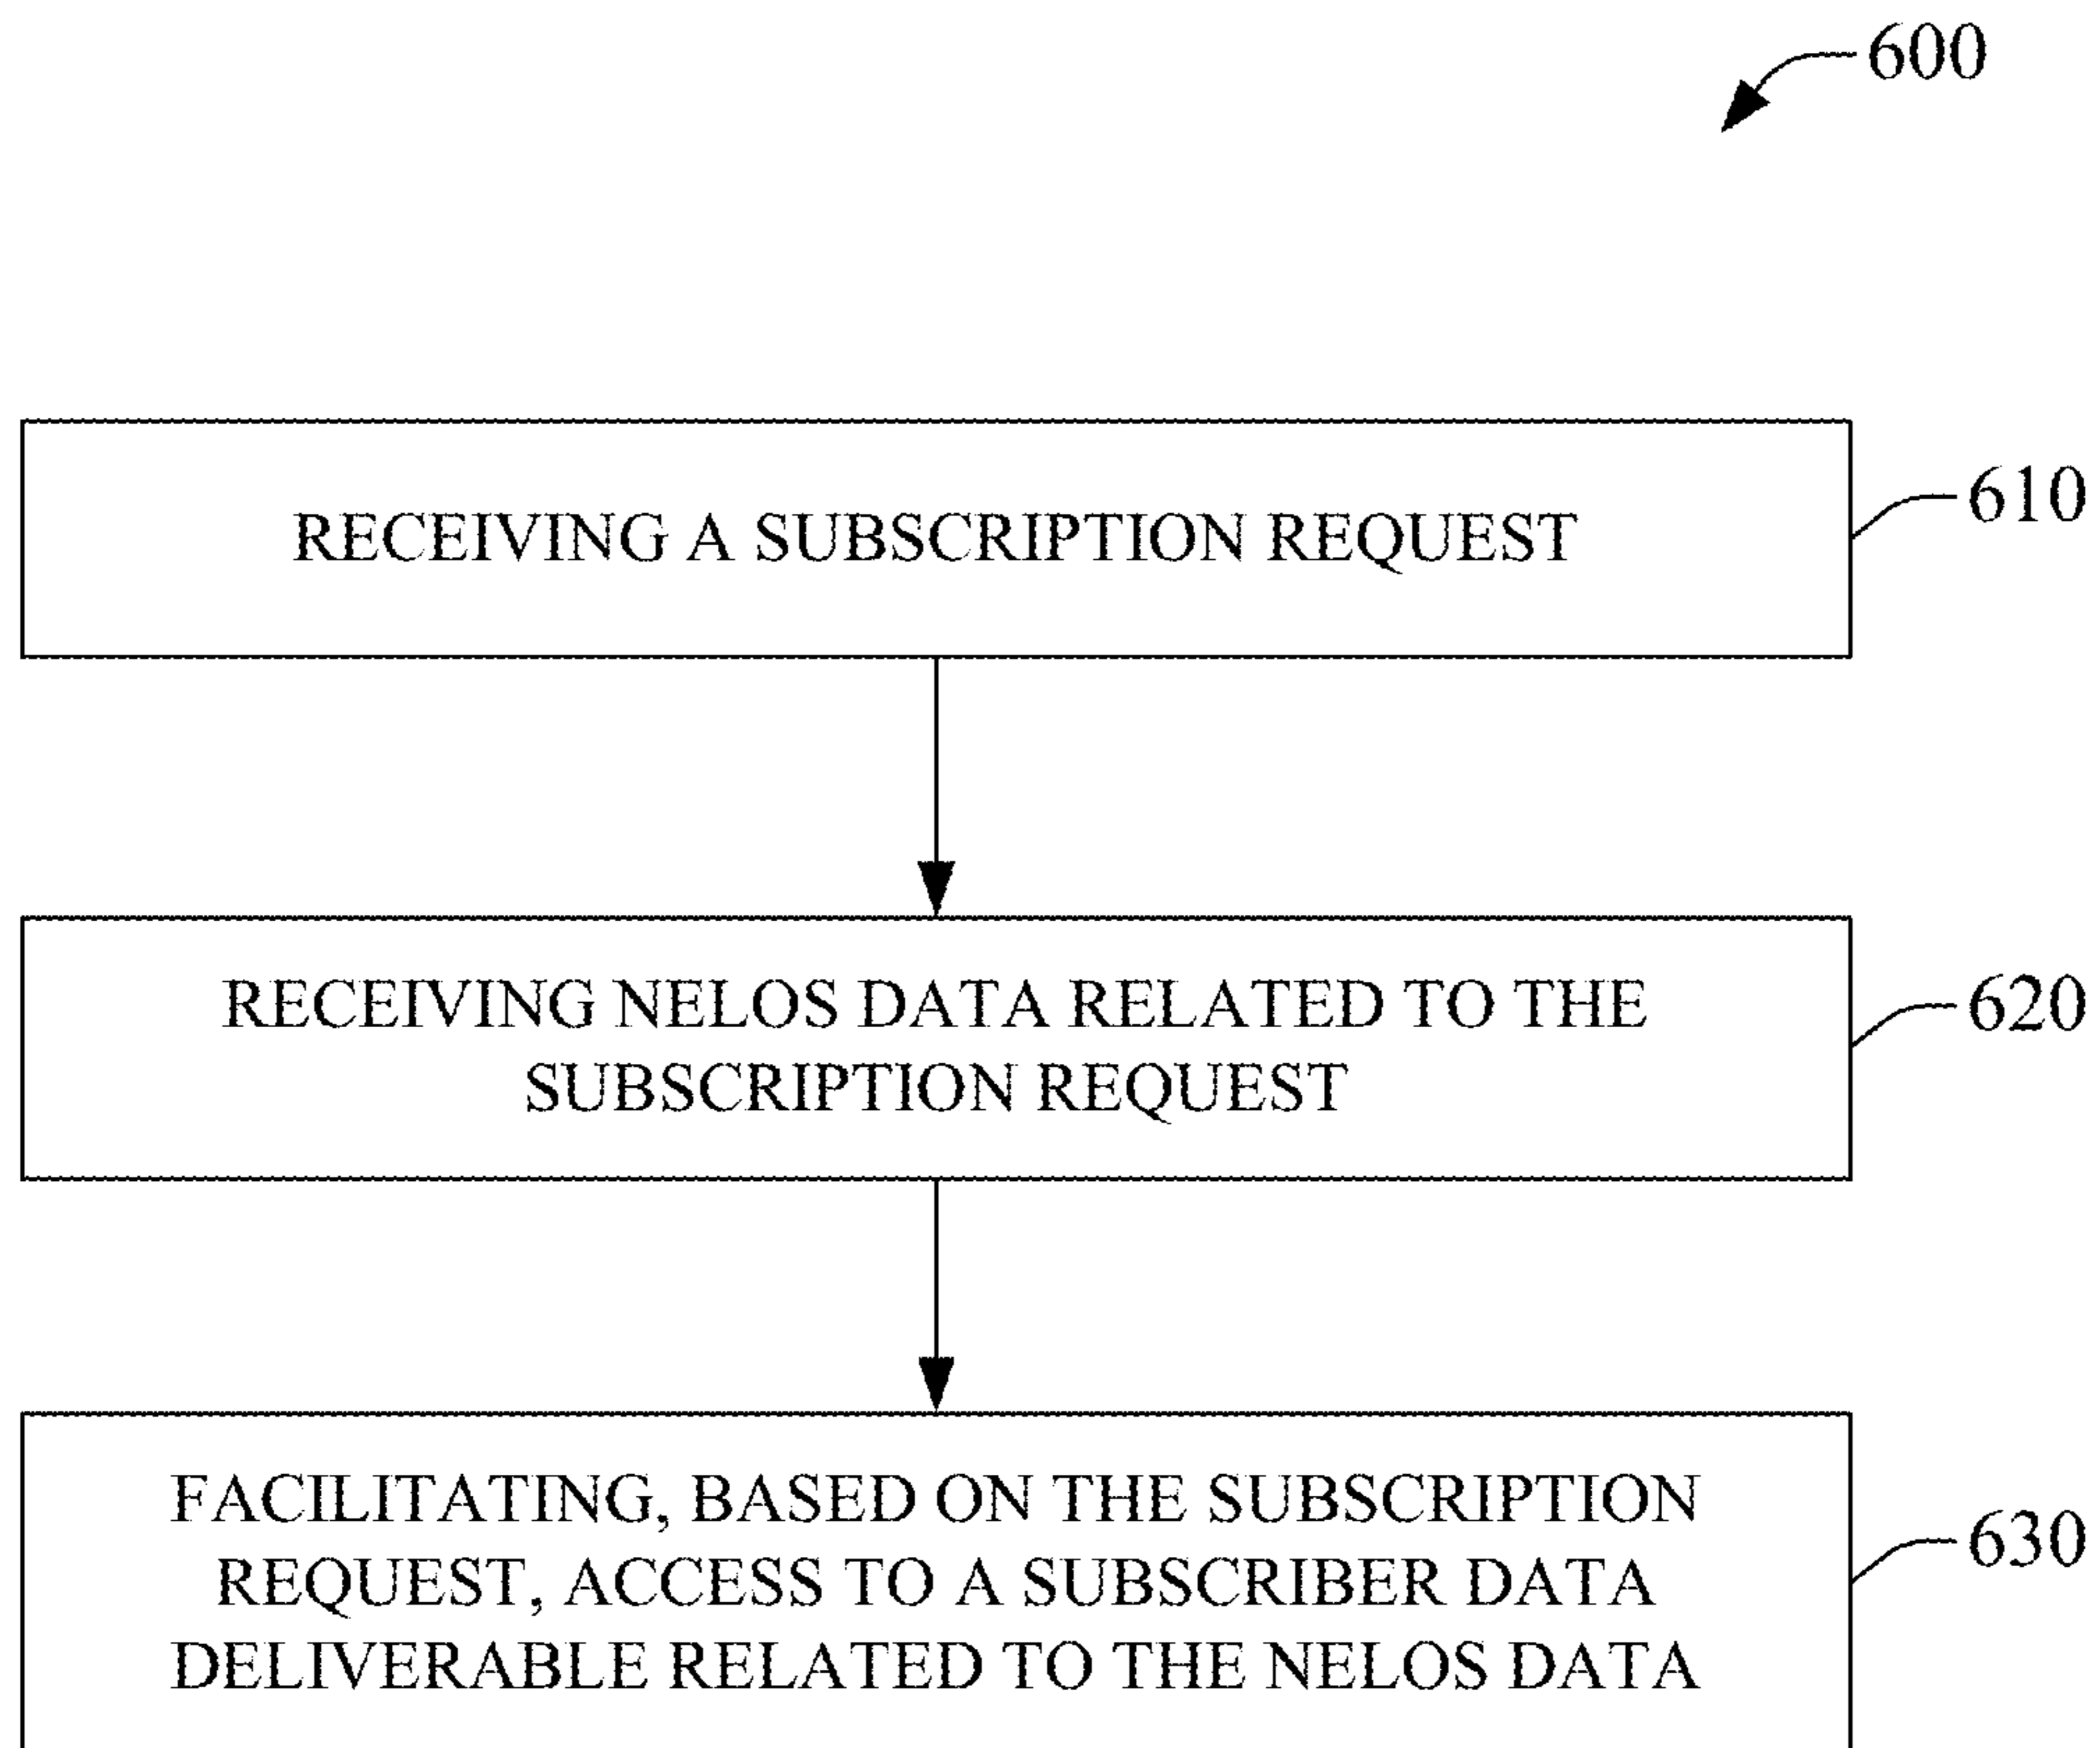 600
RECEIVING A SUBSCRIPTION REQUEST
610
RECEIVING NELOS DATA RELATED TO THE
SUBSCRIPTION REQUEST
620
FACILITATING, BASED ON THE SUBSCRIPTION
REQUEST, ACCESS TO A SUBSCRIBER DATA
DELIVERABLE RELATED TO THE NELOS DATA
630